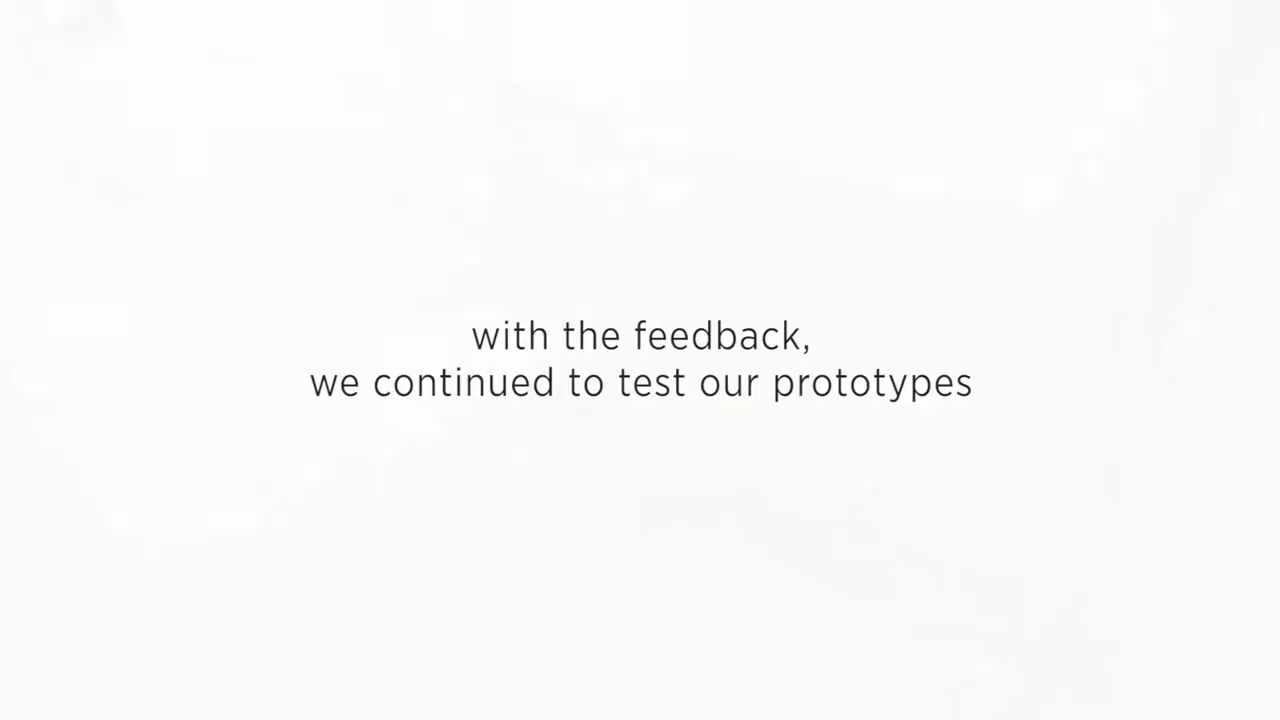 with the feedback,
we continued to test our prototypes